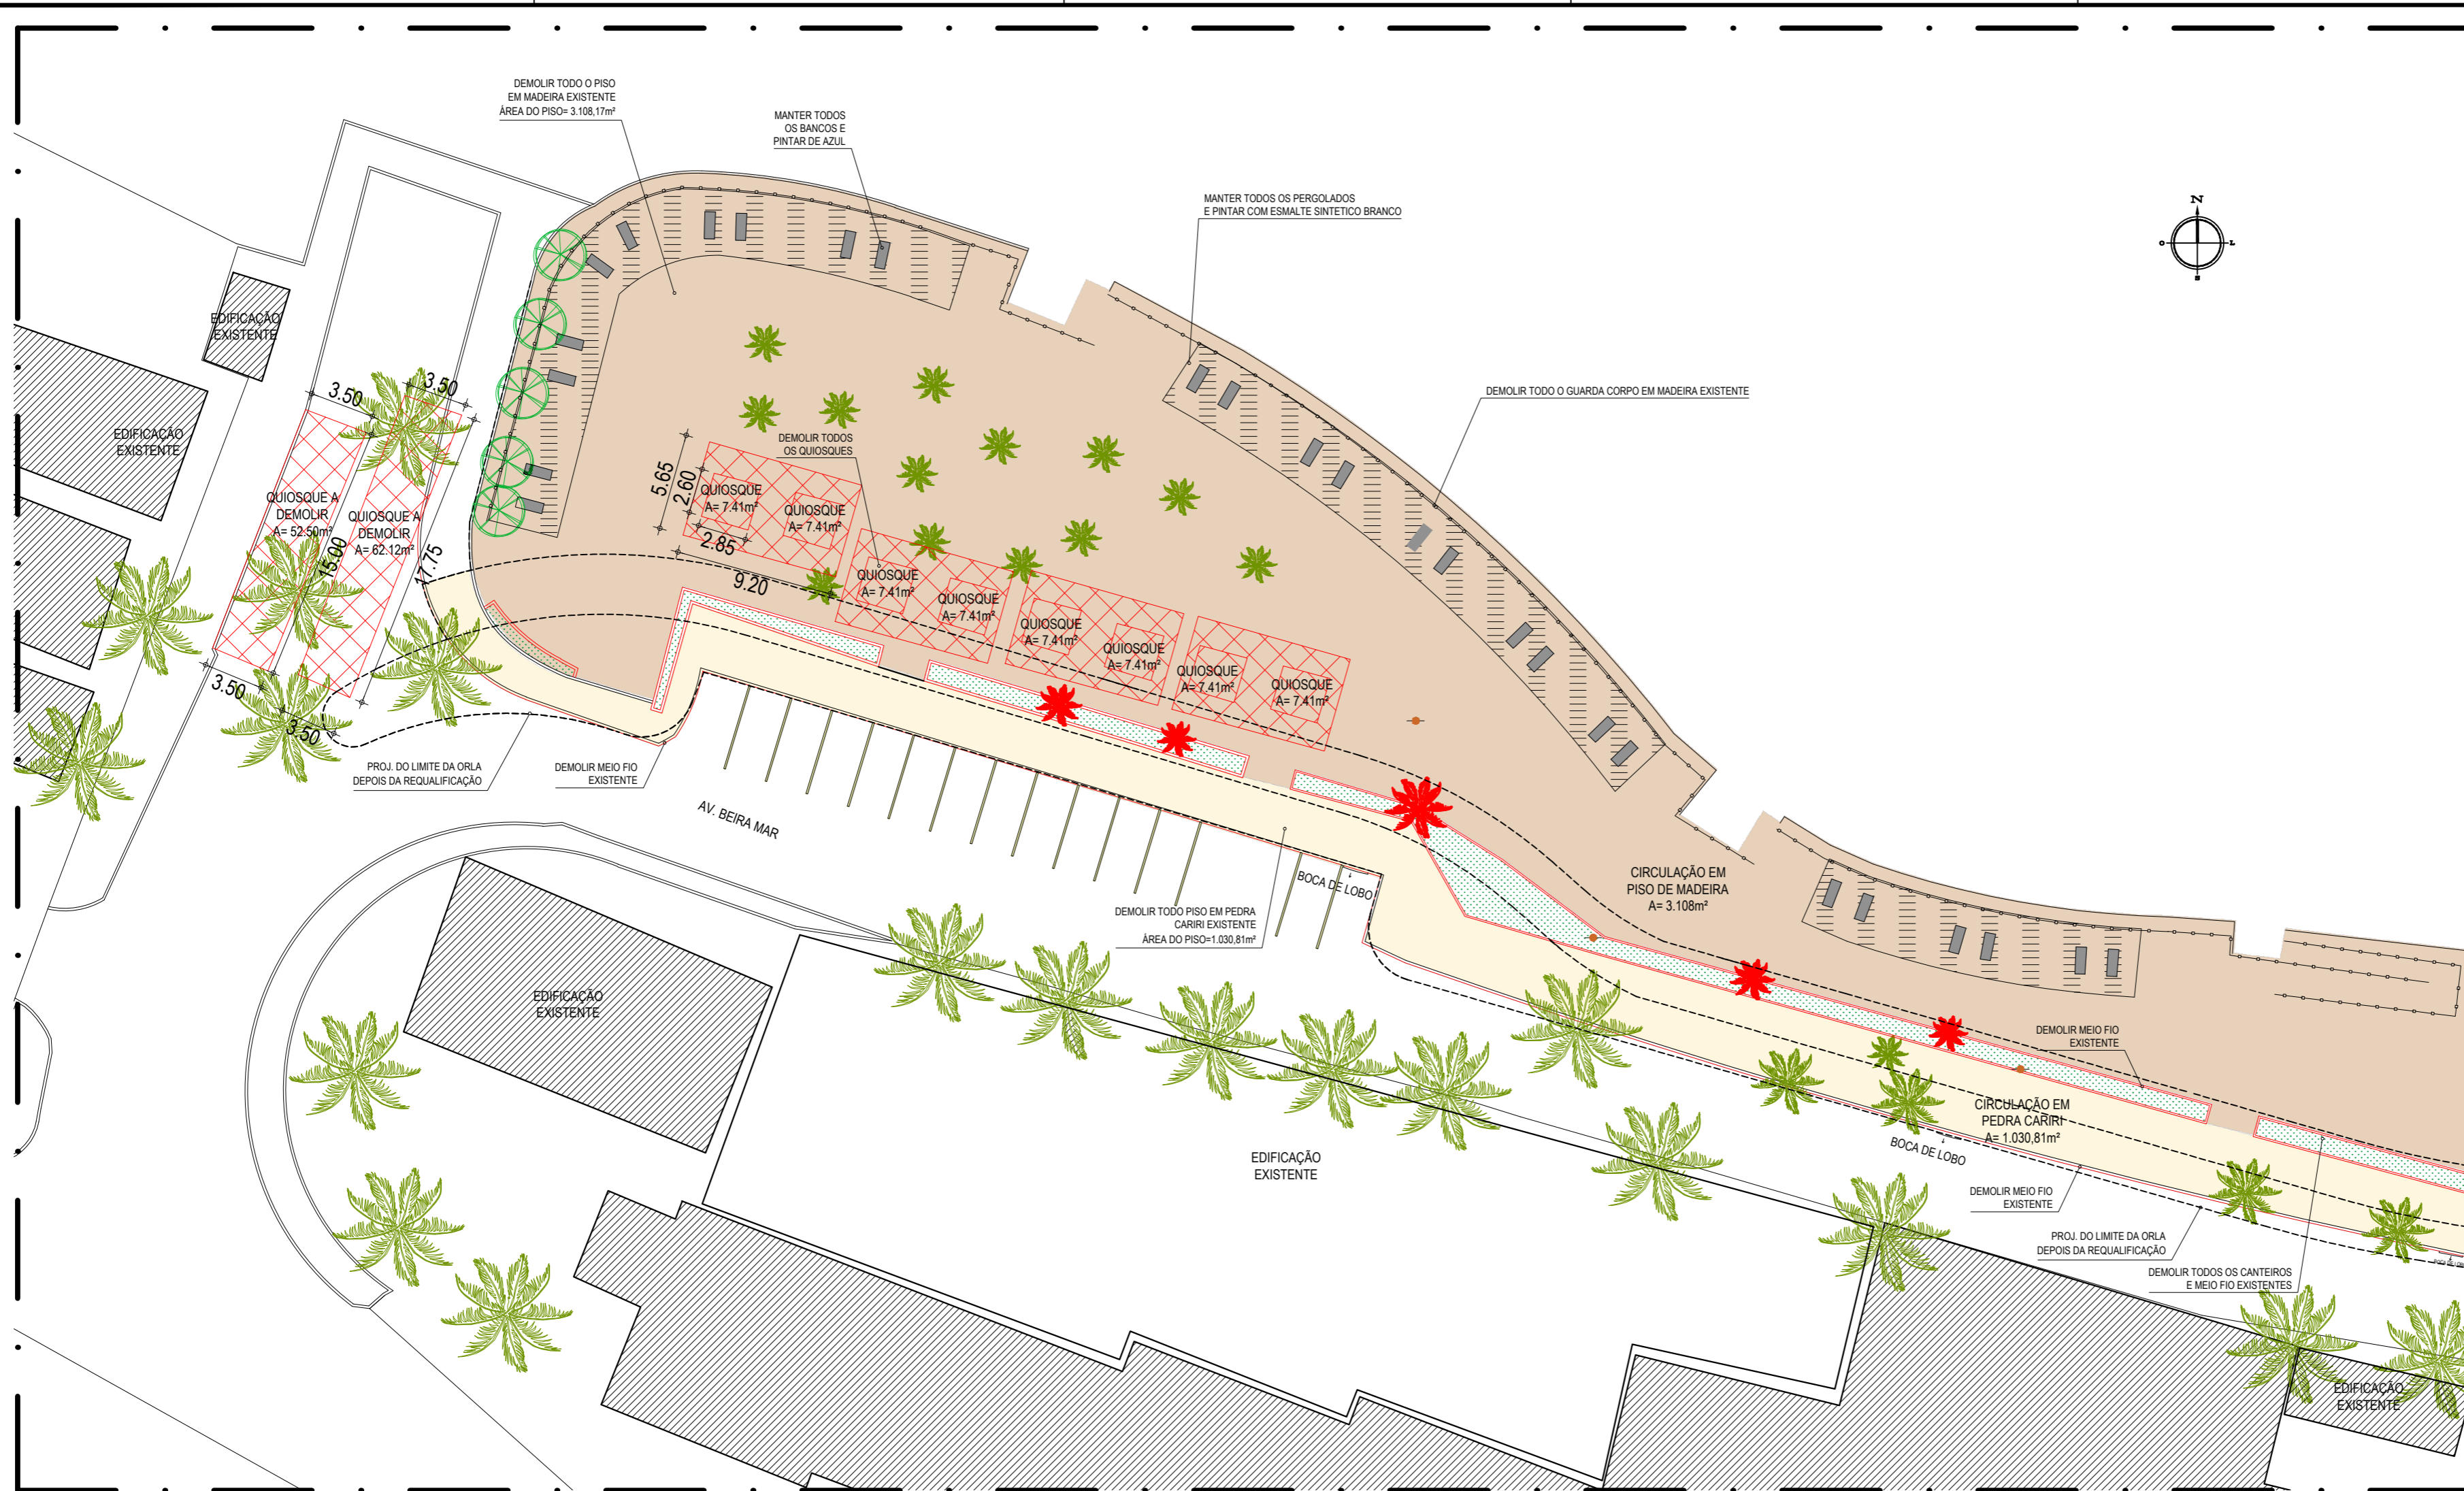 DEMOLIR TODO O PISO
EM MADEIRA EXISTENTE
ÁREA DO PISO= 3.108,17m²
MANTER TODOS
OS BANCOS E
PINTAR DE AZUL
MANTER TODOS OS PERGOLADOS
E PINTAR COM ESMALTE SINTETICO BRANCO
N
O
L
S
EDIFICAÇÃO
EXISTENTE
DEMOLIR TODO O GUARDA CORPO EM MADEIRA EXISTENTE
3.50
3.50
EDIFICAÇÃO
EXISTENTE
DEMOLIR TODOS
OS QUIOSQUES
5.65
2.60
QUIOSQUE A
DEMOLIR
A= 52.50m²
QUIOSQUE A
DEMOLIR
A= 62.12m²
15.00
17.75
QUIOSQUE
A= 7.41m²
QUIOSQUE
A= 7.41m²
2.85
9.20
QUIOSQUE
A= 7.41m²
QUIOSQUE
A= 7.41m²
QUIOSQUE
A= 7.41m²
QUIOSQUE
A= 7.41m²
QUIOSQUE
A= 7.41m²
QUIOSQUE
A= 7.41m²
3.50
3.50
PROJ. DO LIMITE DA ORLA
DEPOIS DA REQUALIFICAÇÃO
DEMOLIR MEIO FIO
EXISTENTE
AV. BEIRA MAR
BOCA DE LOBO
CIRCULAÇÃO EM
PISO DE MADEIRA
A= 3.108m²
DEMOLIR TODO PISO EM PEDRA
CARIRI EXISTENTE
ÁREA DO PISO=1.030,81m²
EDIFICAÇÃO
EXISTENTE
DEMOLIR MEIO FIO
EXISTENTE
CIRCULAÇÃO EM
PEDRA CARIRI
A= 1.030,81m²
BOCA DE LOBO
EDIFICAÇÃO
EXISTENTE
DEMOLIR MEIO FIO
EXISTENTE
PROJ. DO LIMITE DA ORLA
DEPOIS DA REQUALIFICAÇÃO
DEMOLIR TODOS OS CANTEIROS
E MEIO FIO EXISTENTES
EDIFICAÇÃO
EXISTENTE